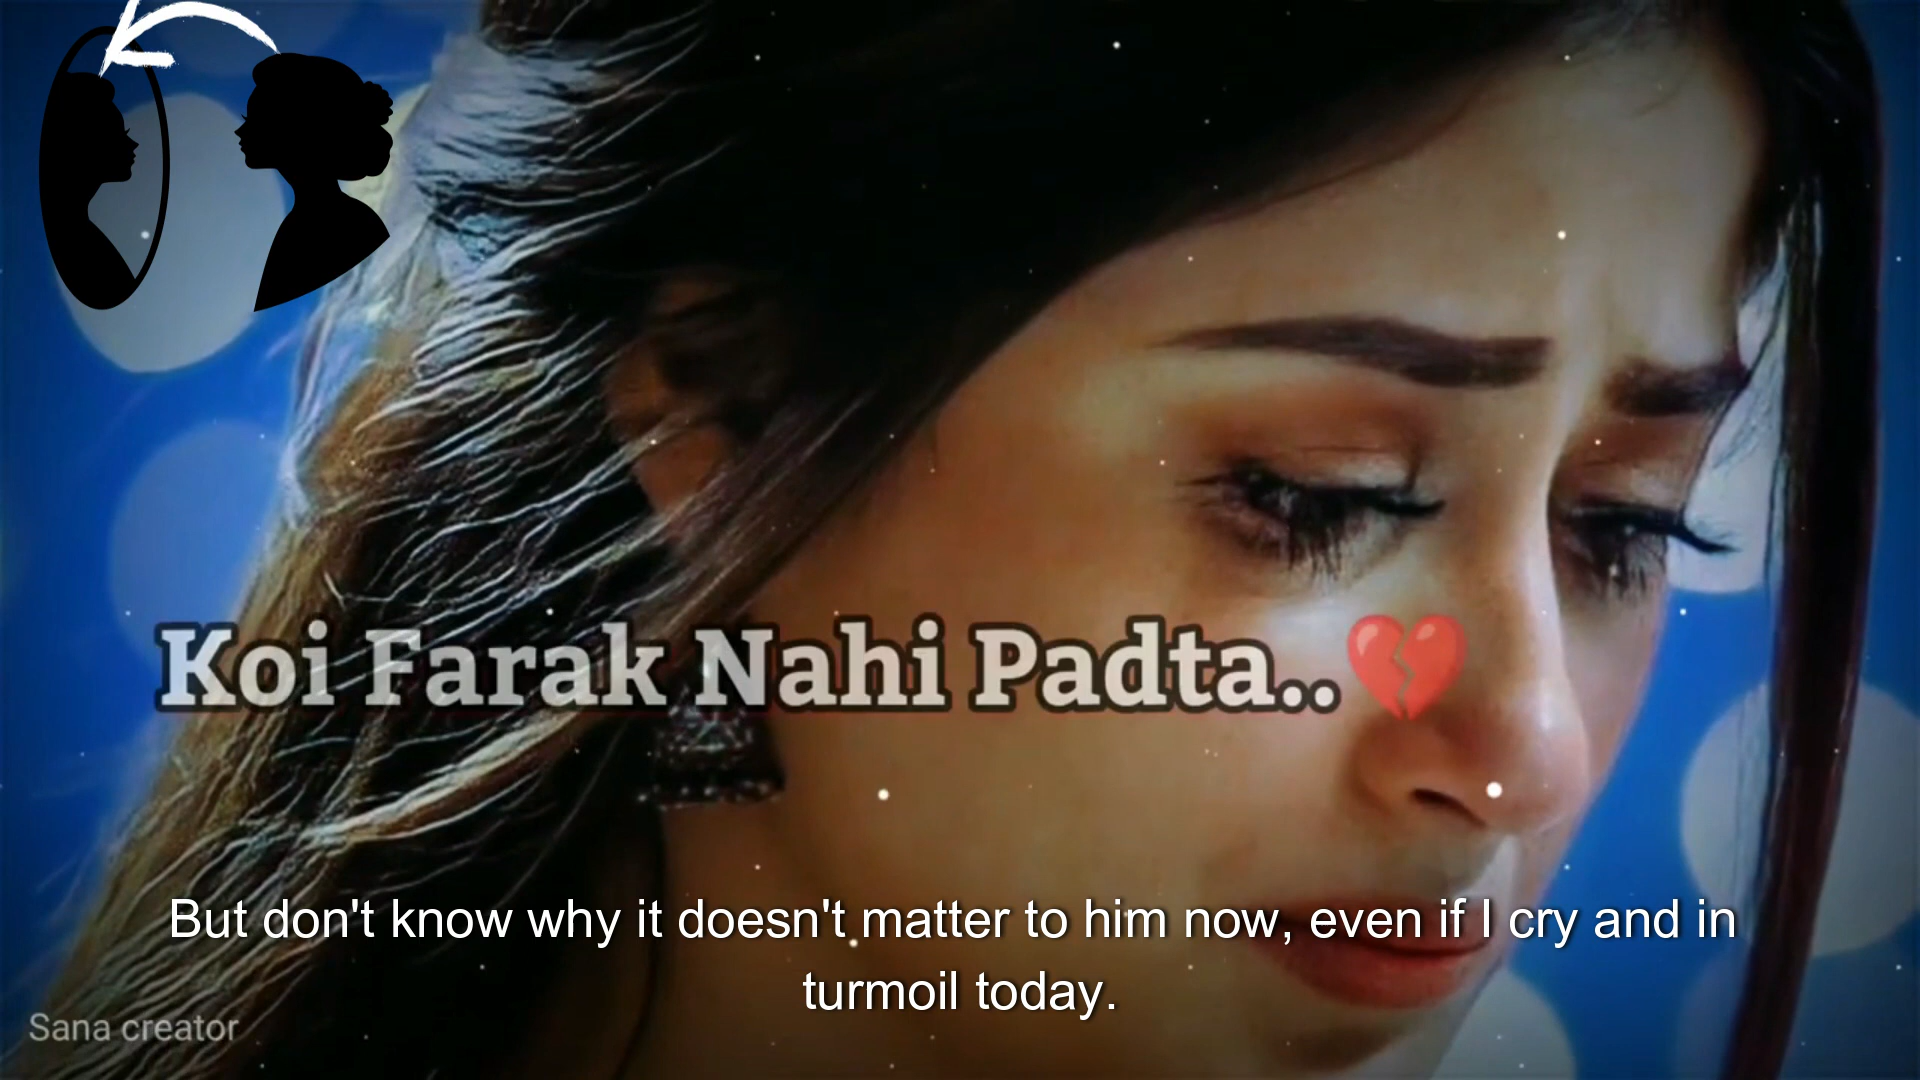 Koi Farak Nahi Padta..💔
But don't know why it doesn't matter to him now, even if I cry and in
turmoil today.
Sana creator